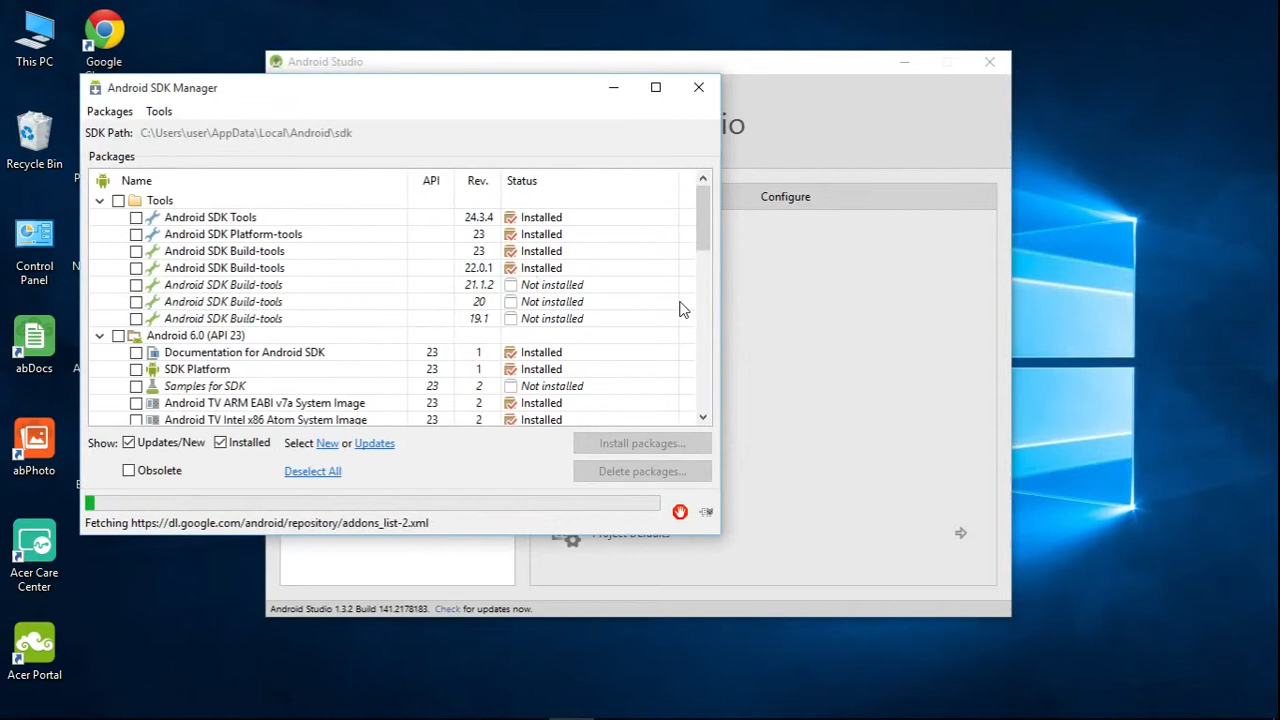 This PC
Google
Recycle Bin
Control
Panel
abDocs
abPhoto
Acer Care
Center
Acer Portal
Android Studio
io
Configure
Android SDK Manager
Packages Tools
SDK Path: C:\Users\user\AppData\Local\Android\sdk
Packages
Name API Rev. Status
Tools
Android SDK Tools 24.3.4 Installed
Android SDK Platform-tools 23 Installed
Android SDK Build-tools 23 Installed
Android SDK Build-tools 22.0.1 Installed
Android SDK Build-tools 21.1.2 Not installed
Android SDK Build-tools 20 Not installed
Android SDK Build-tools 19.1 Not installed
Android 6.0 (API 23)
Documentation for Android SDK 23 1 Installed
SDK Platform 23 1 Installed
Samples for SDK 23 2 Not installed
Android TV ARM EABI v7a System Image 23 2 Installed
Android TV Intel x86 Atom System Image 23 2 Installed
Show: Updates/New Installed Select New or Updates Install packages...
Obsolete Deselect All Delete packages...
Fetching https://dl.google.com/android/repository/addons_list-2.xml
Project Defaults
Android Studio 1.3.2 Build 141.2178183. Check for updates now.